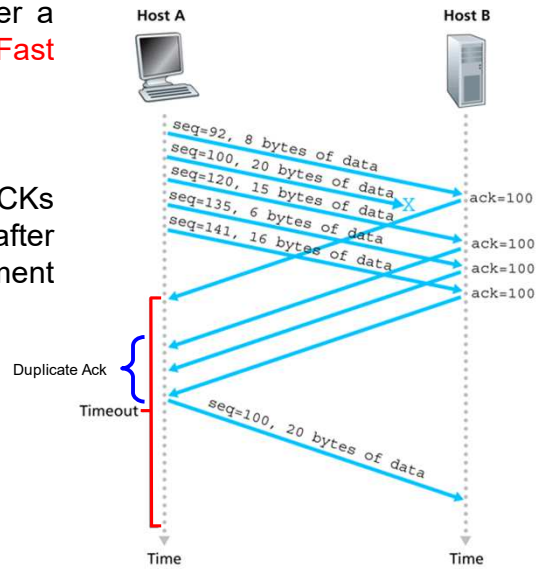 er a
Fast
CKs
after
ment
Host A
Host B
seq=92, 8 bytes of data
seq=100, 20 bytes of data
X
seq=120, 15 bytes of data
seq=135, 6 bytes of data
seq=141, 16 bytes of data
ack=100
ack=100
ack=100
ack=100
Duplicate Ack
Timeout
seq=100, 20 bytes of data
Time
Time